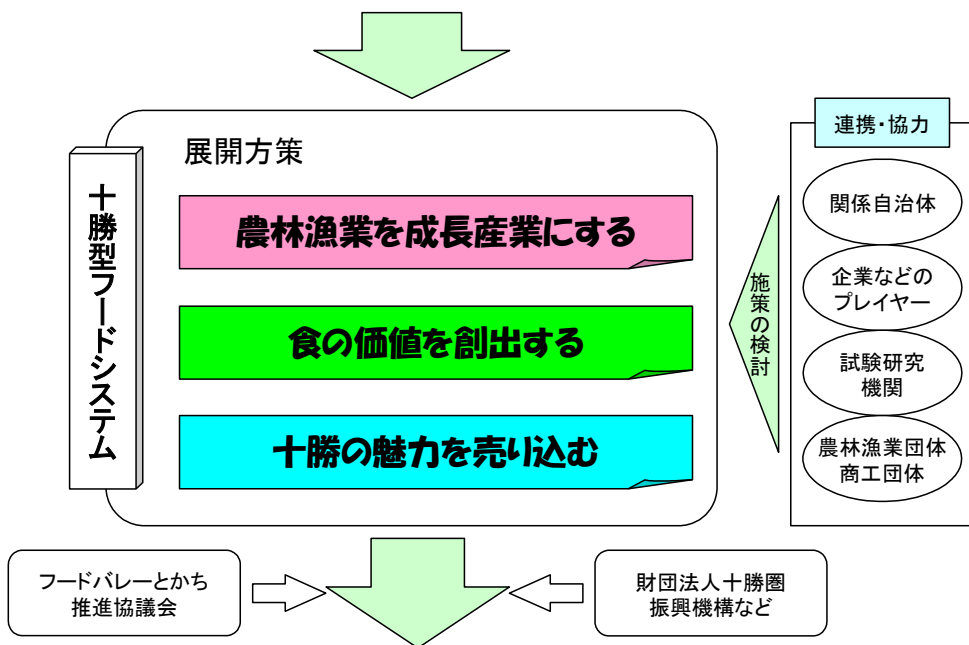 展開方策
十勝型フードシステム
農林漁業を成長産業にする
食の価値を創出する
十勝の魅力を売り込む
施策の検討
連携・協力
関係自治体
企業などの
プレイヤー
試験研究
機関
農林漁業団体
商工団体
フードバレーとかち
推進協議会
財団法人十勝圏
振興機構など